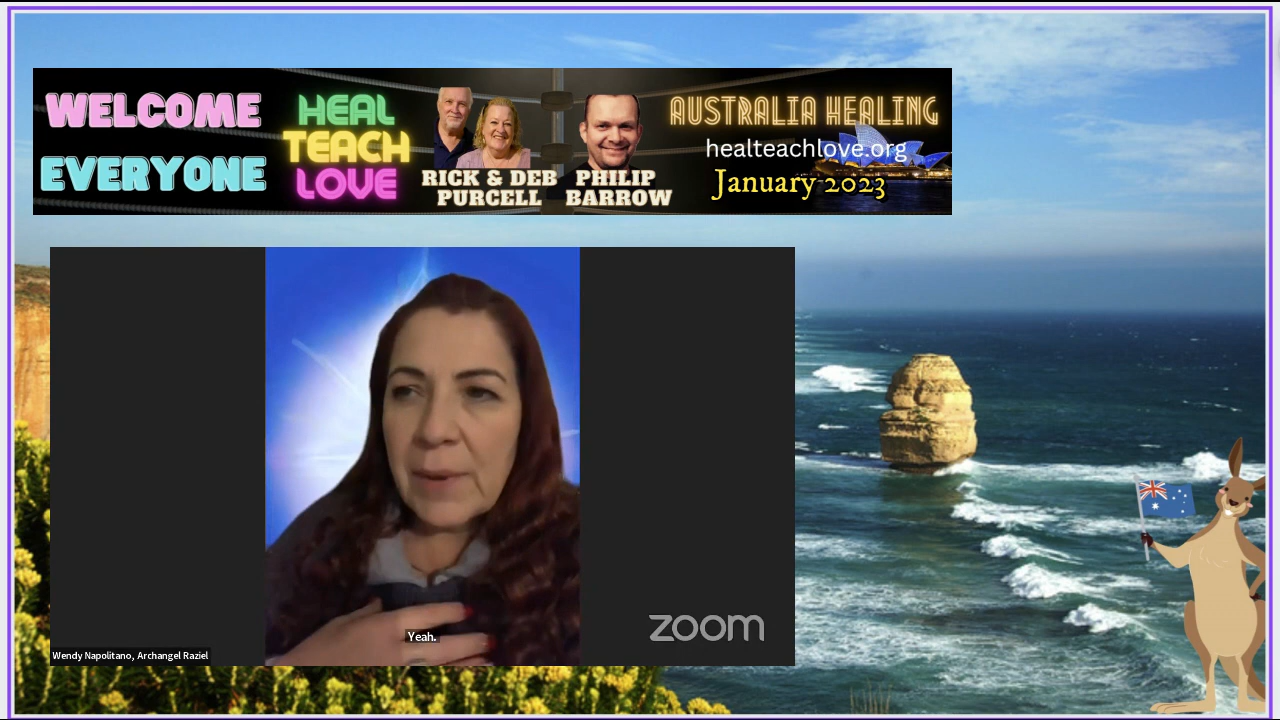 WELCOME
EVERYONE
HEAL
TEACH
LOVE
RICK & DEB
PURCELL
PHILIP
BARROW
AUSTRALIA HEALING
healteachlove.org
January 2023
Yeah.
zoom
Wendy Napolitano, Archangel Raziel